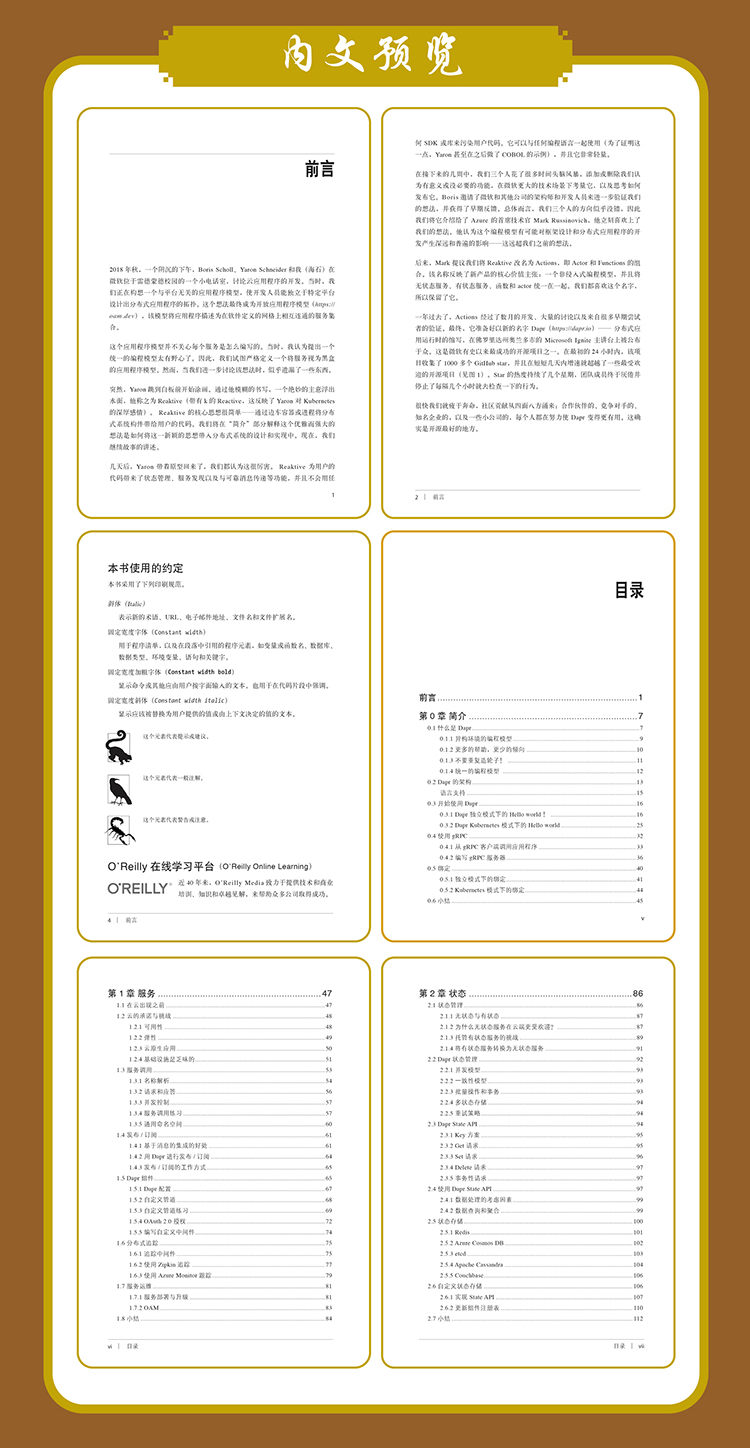 内文预览
前言
2018 年秋，一个阴沉的下午，Boris Scholl、Yaron Schneider 和我（海石）在
微软位于雷德蒙德校园的一个小电话室，讨论云应用程序的开发。当时，我
们正在构想一个与平台无关的应用程序模型，使开发人员能独立于特定平台
设计出分布式应用程序的拓扑。这个想法最终成为开放应用程序模型（https://
oam.dev），该模型将应用程序描述为在软件定义的网络上相互连通的服务集
合。
这个应用程序模型并不关心每个服务是怎么编写的。当时，我认为提出一个
统一的编程模型太有野心了。因此，我们试图严格定义一个将服务视为黑盒
的应用程序模型。然而，当我们进一步讨论该想法时，似乎遗漏了一些东西。
突然，Yaron 跳到白板前开始涂画。通过他模糊的书写，一个绝妙的主意浮出
水面，他称之为 Reaktive（带有 k 的 Reactive，这反映了 Yaron 对 Kubernetes
的深厚感情）。Reaktive 的核心思想很简单——通过边车容器或进程将分布
式系统构件带给用户的代码。我们将在“简介”部分解释这个优雅而强大的
想法是如何将这一新颖的思想带入分布式系统的设计和实现中。现在，我们
继续故事的讲述。
几天后，Yaron 带着原型回来了，我们都认为这很厉害。Reaktive 为用户的
代码带来了状态管理、服务发现以及与可靠消息传递等功能，并且不会用任
1
何 SDK 或库来污染用户代码。它可以与任何编程语言一起使用（为了证明这
一点，Yaron 甚至在之后做了 COBOL 的示例），并且它非常轻量。
在接下来的几周中，我们三个人花了很多时间头脑风暴，添加或删除我们认
为有意义或没必要的功能，在微软更大的技术场景下考量它，以及思考如何
发布它。Boris 邀请了微软和其他公司的架构师和开发人员来进一步验证我们
的想法，并获得了早期反馈。总体而言，我们三个人的方向似乎没错，因此
我们将它介绍给了 Azure 的首席技术官 Mark Russinovich，他立刻喜欢上了
我们的想法。他认为这个编程模型有可能对框架设计和分布式应用程序的开
发产生深远和普遍的影响——这远超我们之前的想法。
后来，Mark 提议我们将 Reaktive 改名为 Actions，即 Actor 和 Functions 的组
合。该名称反映了新产品的核心价值主张：一个非侵入式编程模型，并且将
无状态服务、有状态服务、函数和 actor 统一在一起。我们都喜欢这个名字，
所以保留了它。
一年过去了，Actions 经过了数月的开发、大量的讨论以及来自很多早期尝试
者的验证。最终，它准备好以新的名字 Dapr（https://dapr.io）—— 分布式应
用运行时的缩写，在佛罗里达州奥兰多市的 Microsoft Ignite 主讲台上被公布
于众。这是微软有史以来最成功的开源项目之一。在最初的 24 小时内，该项
目收集了 1000 多个 GitHub star，并且在短短几天内增速就超越了一些最受欢
迎的开源项目（见图 1）。Star 的热度持续了几个星期，团队成员终于厌倦并
停止了每隔几个小时就去检查一下的行为。
很快我们就疲于奔命。社区贡献从四面八方涌来：合作伙伴的、竞争对手的、
知名企业的，以及一些小公司的，每个人都在努力使 Dapr 变得更有用。这确
实是开源最好的地方。
2 | 前言
本书使用的约定
本书采用了下列印刷规范。
斜体（Italic）
表示新的术语、URL、电子邮件地址、文件名和文件扩展名。
固定宽度字体（Constant width）
用于程序清单，以及在段落中引用的程序元素，如变量或函数名、数据库、
数据类型、环境变量、语句和关键字。
固定宽度加粗字体（Constant width bold）
显示命令或其他应由用户按字面输入的文本。也用于在代码片段中强调。
固定宽度斜体（Constant width italic）
显示应该被替换为用户提供的值或由上下文决定的值的文本。
这个元素代表提示或建议。
这个元素代表一般注解。
这个元素代表警告或注意。
O'Reilly 在线学习平台（O'Reilly Online Learning）
O'REILLY® 近 40 年来，O'Reilly Media 致力于提供技术和商业
培训、知识和卓越见解，来帮助众多公司取得成功。
4 | 前言
目录
前言 1
第 0 章 简介 7
0.1 什么是 Dapr 7
0.1.1 异构环境的编程模型 9
0.1.2 更多的帮助，更少的倾向 10
0.1.3 不要重复造轮子！ 11
0.1.4 统一的编程模型 12
0.2 Dapr 的架构 13
语言支持 15
0.3 开始使用 Dapr 16
0.3.1 Dapr 独立模式下的 Hello world！ 16
0.3.2 Dapr Kubernetes 模式下的 Hello world 25
0.4 使用 gRPC 32
0.4.1 从 gRPC 客户端调用应用程序 33
0.4.2 编写 gRPC 服务器 36
0.5 绑定 40
0.5.1 独立模式下的绑定 41
0.5.2 Kubernetes 模式下的绑定 44
0.6 小结 45
v
第 1 章 服务 47
1.1 在云出现之前 47
1.2 云的承诺与挑战 48
1.2.1 可用性 48
1.2.2 弹性 49
1.2.3 云原生应用 50
1.2.4 基础设施是乏味的 51
1.3 服务调用 53
1.3.1 名称解析 54
1.3.2 请求和应答 56
1.3.3 并发控制 57
1.3.4 服务调用练习 57
1.3.5 通用命名空间 60
1.4 发布 / 订阅 61
1.4.1 基于消息的集成的好处 61
1.4.2 用 Dapr 进行发布 / 订阅 64
1.4.3 发布 / 订阅的工作方式 65
1.5 Dapr 组件 65
1.5.1 Dapr 配置 67
1.5.2 自定义管道 68
1.5.3 自定义管道练习 69
1.5.4 OAuth 2.0 授权 72
1.5.5 编写自定义中间件 74
1.6 分布式追踪 75
1.6.1 追踪中间件 75
1.6.2 使用 Zipkin 追踪 77
1.6.3 使用 Azure Monitor 跟踪 79
1.7 服务运维 81
1.7.1 服务部署与升级 81
1.7.2 OAM 83
1.8 小结 84
vi | 目录
第 2 章 状态 86
2.1 状态管理 86
2.1.1 无状态与有状态 87
2.1.2 为什么无状态服务在云端更受欢迎？ 87
2.1.3 托管有状态服务的挑战 89
2.1.4 将有状态服务转换为无状态服务 91
2.2 Dapr 状态管理 92
2.2.1 并发模型 93
2.2.2 一致性模型 93
2.2.3 批量操作和事务 93
2.2.4 多状态存储 94
2.2.5 重试策略 94
2.3 Dapr State API 94
2.3.1 Key 方案 95
2.3.2 Get 请求 95
2.3.3 Set 请求 96
2.3.4 Delete 请求 97
2.3.5 事务性请求 97
2.4 使用 Dapr State API 97
2.4.1 数据处理的考虑因素 99
2.4.2 数据查询和聚合 99
2.5 状态存储 100
2.5.1 Redis 101
2.5.2 Azure Cosmos DB 102
2.5.3 etcd 103
2.5.4 Apache Cassandra 104
2.5.5 Couchbase 106
2.6 自定义状态存储 106
2.6.1 实现 State API 107
2.6.2 更新组件注册表 110
2.7 小结 112
目录 | vii